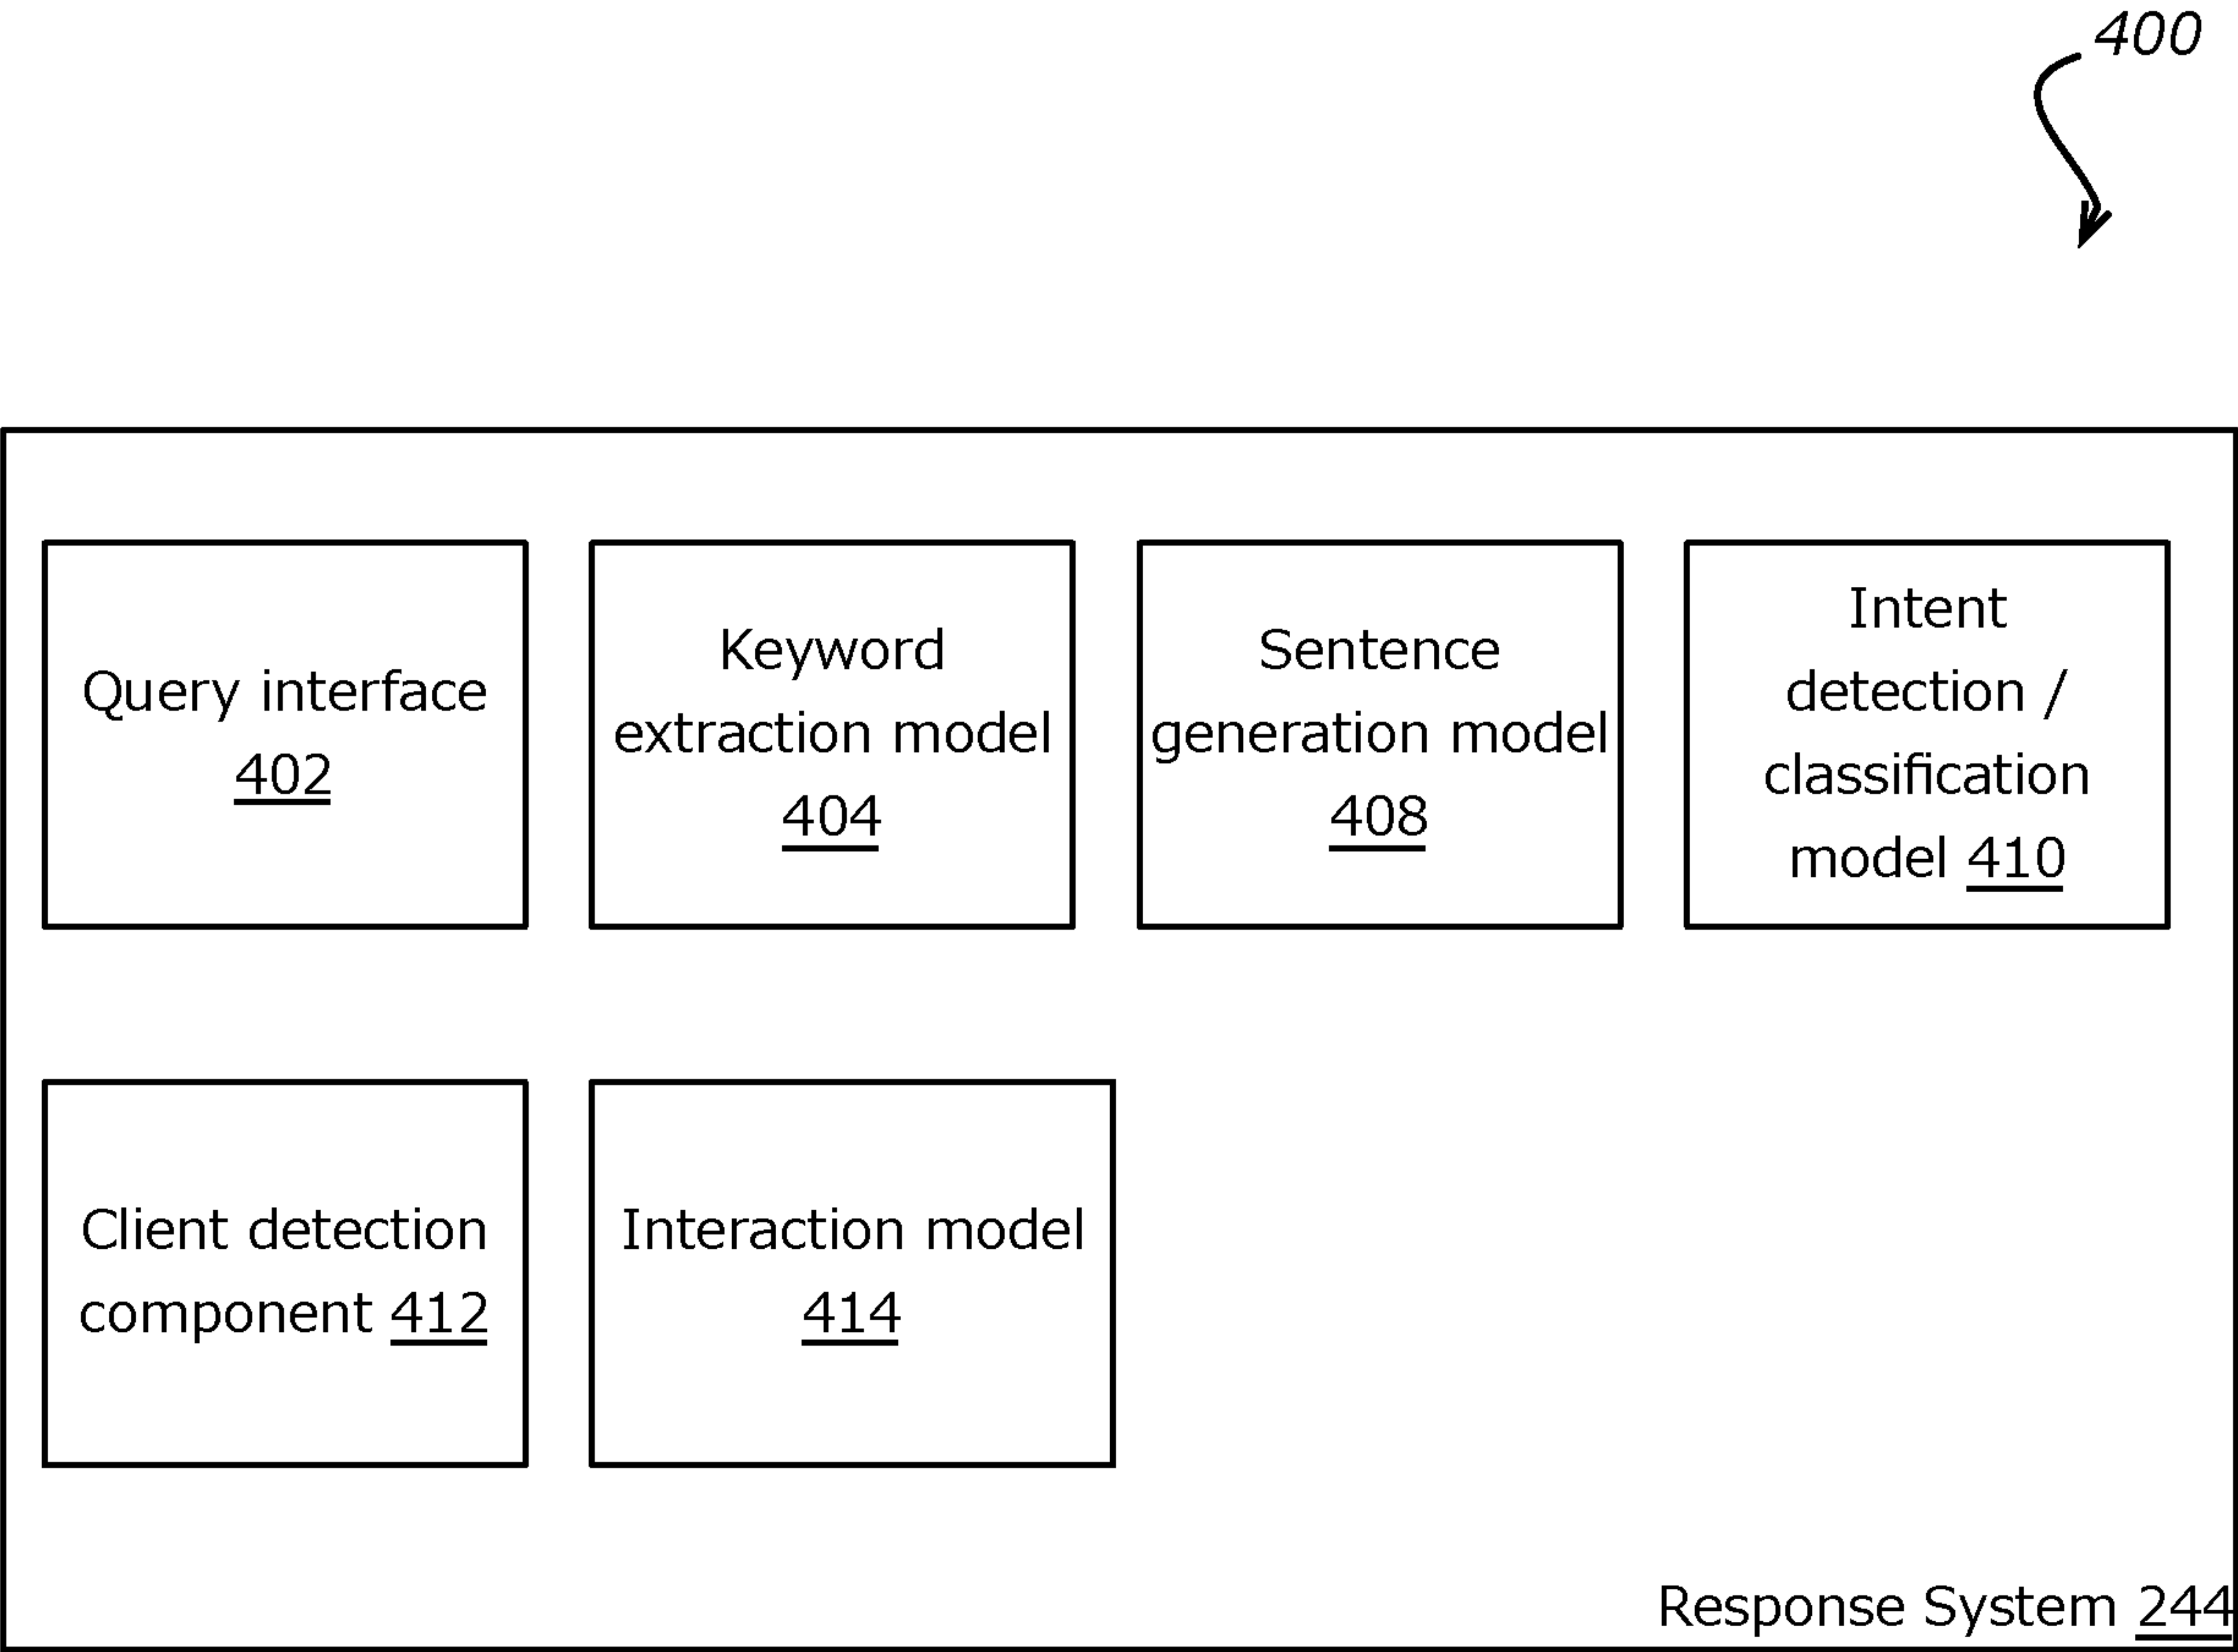 400
Query interface
402
Keyword
extraction model
404
Sentence
generation model
408
Intent
detection /
classification
model 410
Client detection
component 412
Interaction model
414
Response System 244